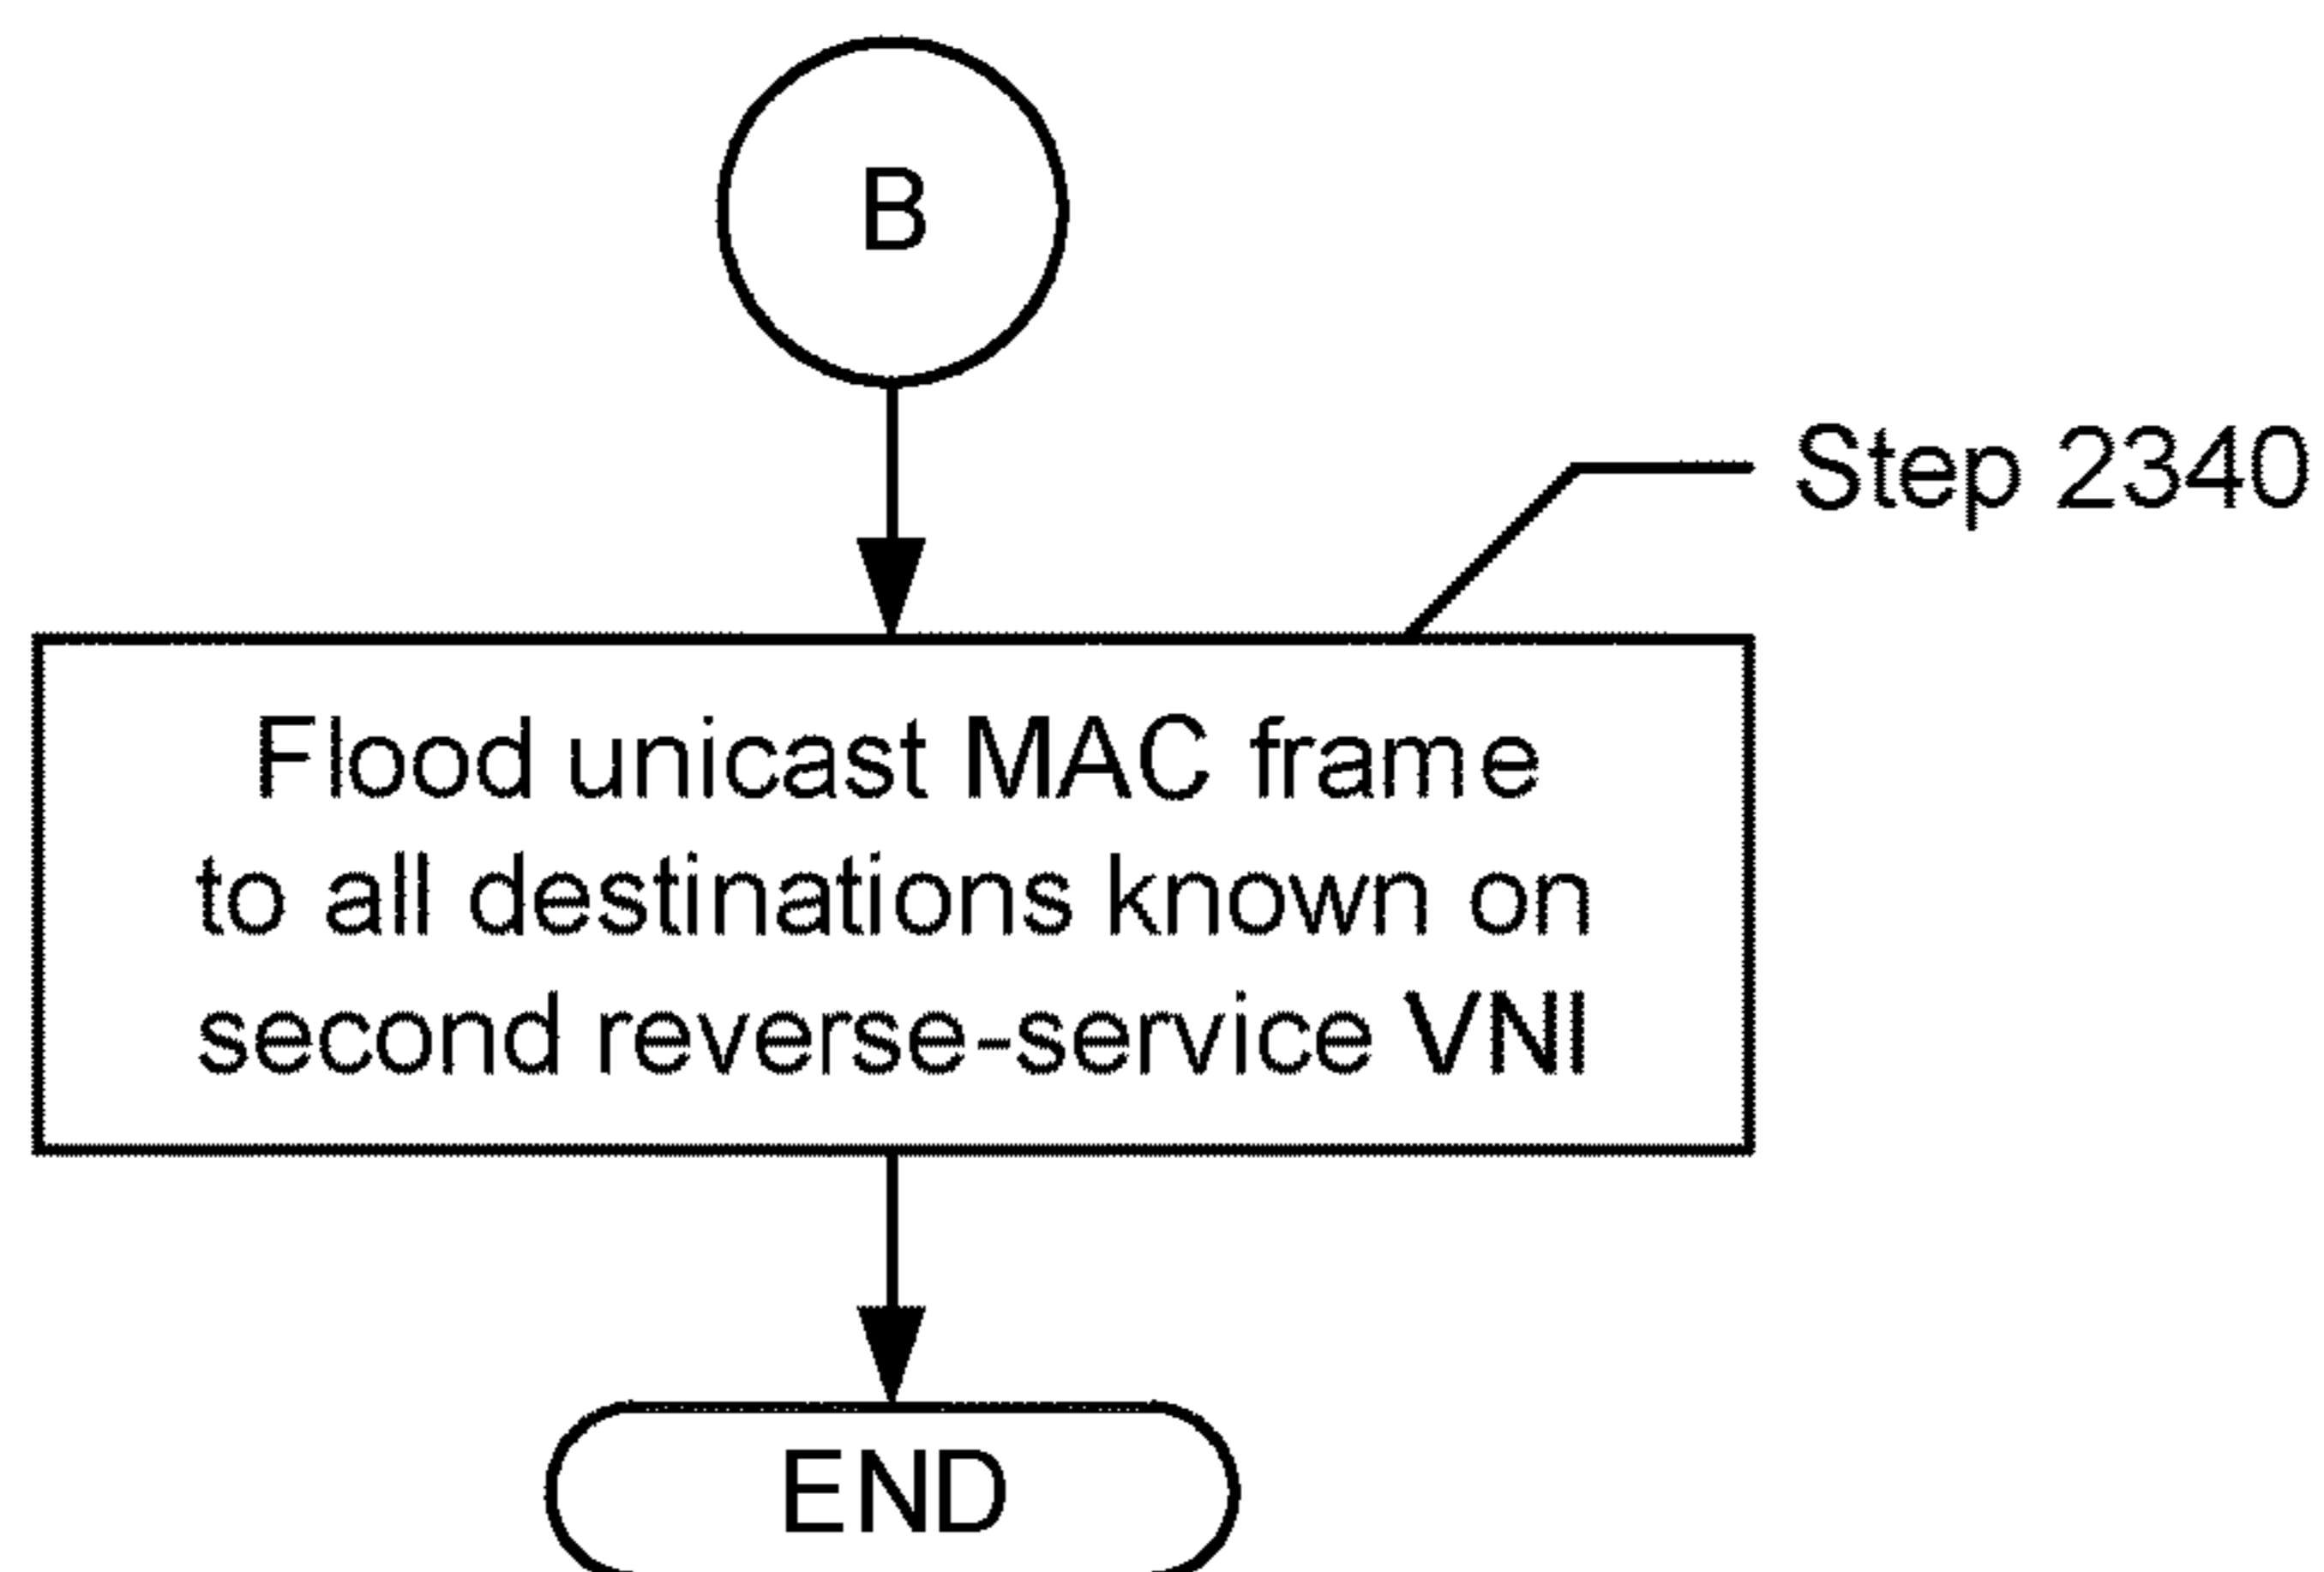 B
Step 2340
Flood unicast MAC frame
to all destinations known on
second reverse-service VNI
END